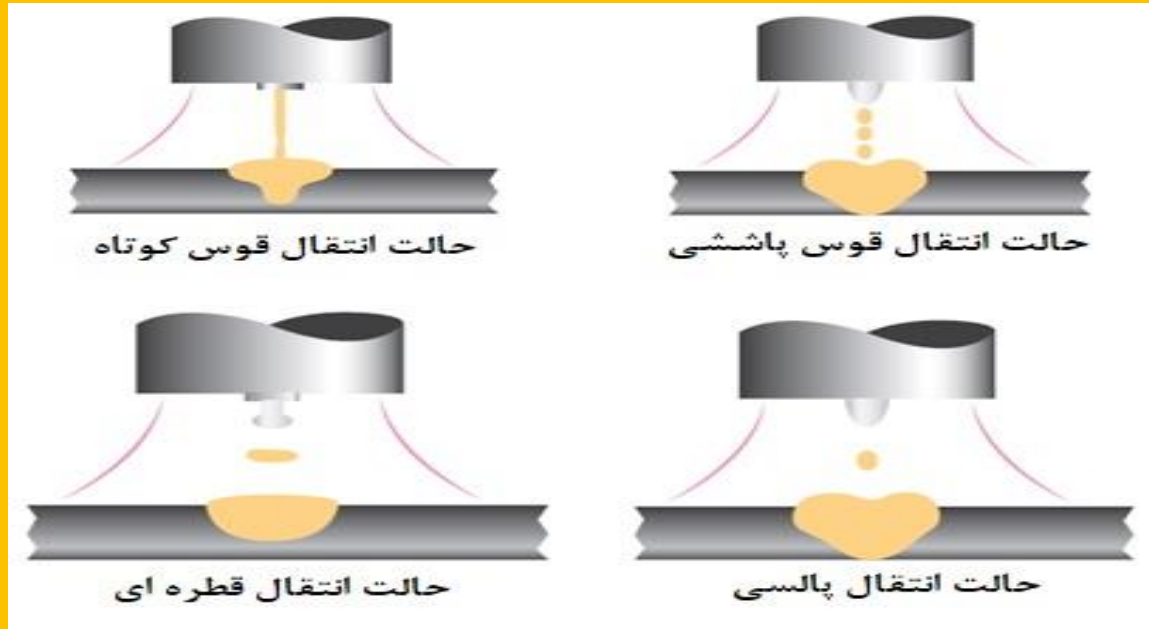 حالت انتقال قوس پاششی
حالت انتقال قوس کوتاه
حالت انتقال پالسی
حالت انتقال قطره ای